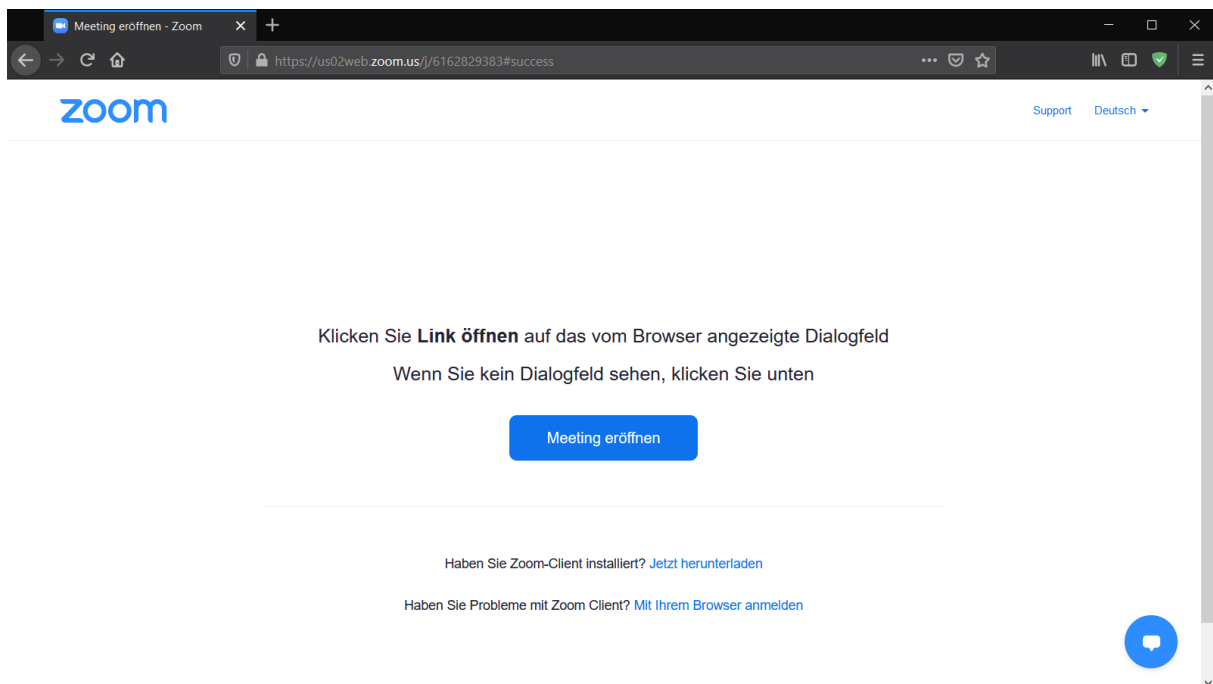 Meeting eröffnen - Zoom
https://us02web.zoom.us/j/6162829383#success
zoom
Support Deutsch
Klicken Sie Link öffnen auf das vom Browser angezeigte Dialogfeld
Wenn Sie kein Dialogfeld sehen, klicken Sie unten
Meeting eröffnen
Haben Sie Zoom-Client installiert? Jetzt herunterladen
Haben Sie Probleme mit Zoom Client? Mit Ihrem Browser anmelden